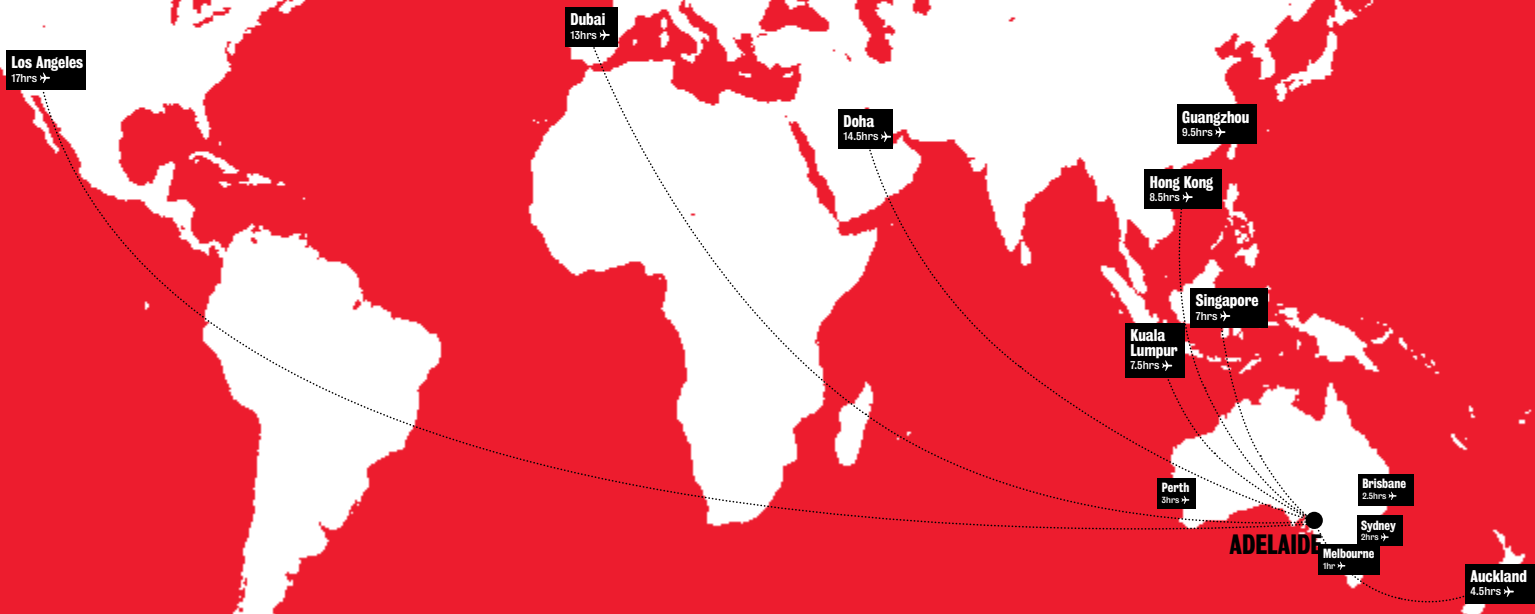 Dubai
13hrs
Los Angeles
17hrs
Doha
14.5hrs
Guangzhou
9.5hrs
Hong Kong
8.5hrs
Singapore
7hrs
Kuala
Lumpur
7.5hrs
Perth
3hrs
Brisbane
2.5hrs
Sydney
2hrs
ADELAIDE
Melbourne
1hr
Auckland
4.5hrs